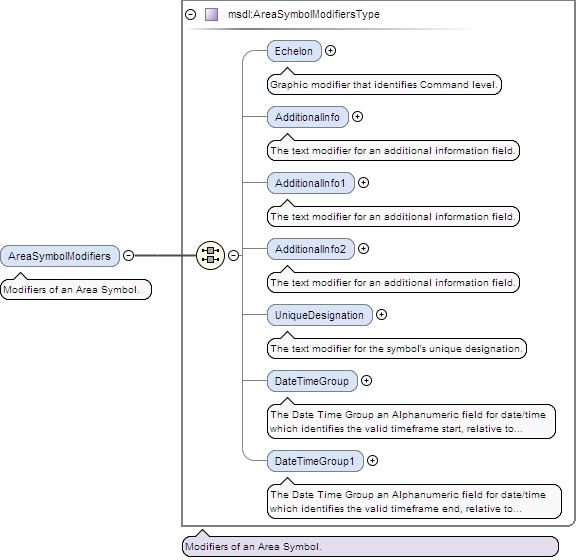 msdl:AreaSymbolModifiersType
Echelon
Graphic modifier that identifies Command level.
AdditionalInfo
The text modifier for an additional information field.
AdditionalInfo1
The text modifier for an additional information field.
AreaSymbolModifiers
Modifiers of an Area Symbol.
AdditionalInfo2
The text modifier for an additional information field.
UniqueDesignation
The text modifier for the symbol's unique designation.
DateTimeGroup
The Date Time Group an Alphanumeric field for date/time
which identifies the valid timeframe start, relative to...
DateTimeGroup1
The Date Time Group an Alphanumeric field for date/time
which identifies the valid timeframe end, relative to...
Modifiers of an Area Symbol.